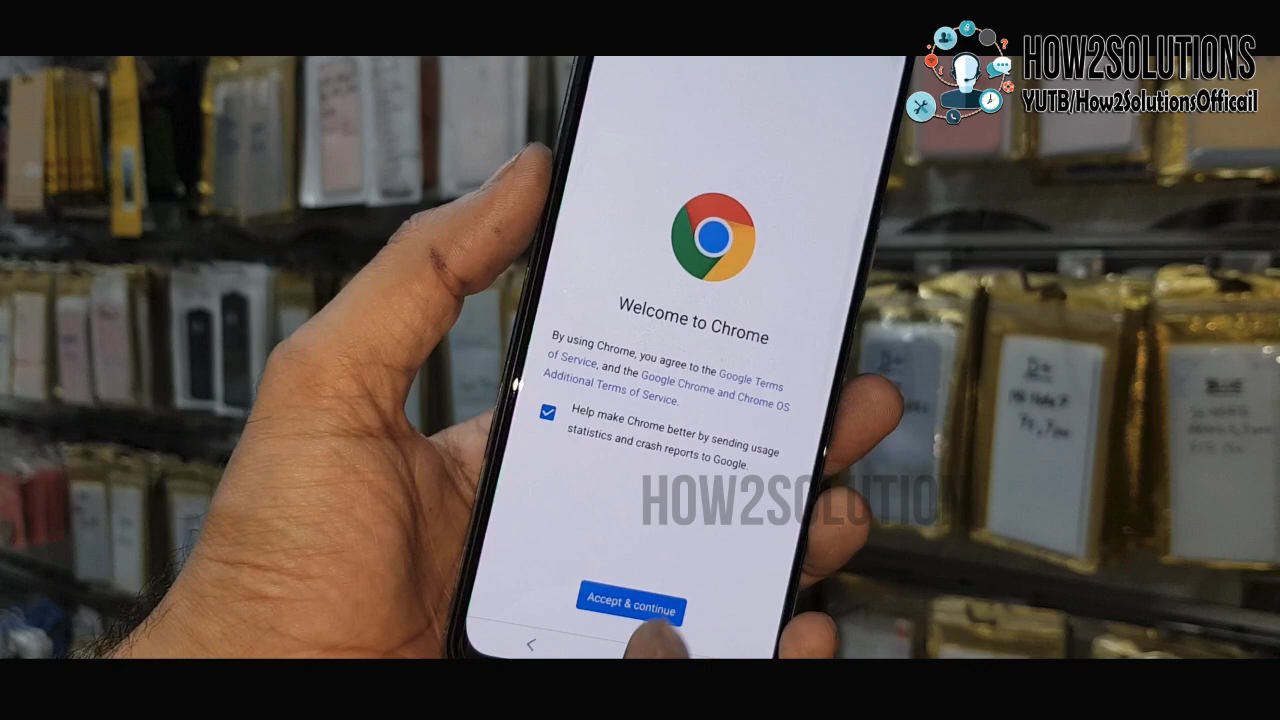 HOW2SOLUTIONS
YUTB/How2SolutionsOfficail
Welcome to Chrome
By using Chrome, you agree to the Google Terms
of Service, and the Google Chrome and Chrome OS
Additional Terms of Service.
Help make Chrome better by sending usage
statistics and crash reports to Google.
HOW2SOLUTION
Accept & continue